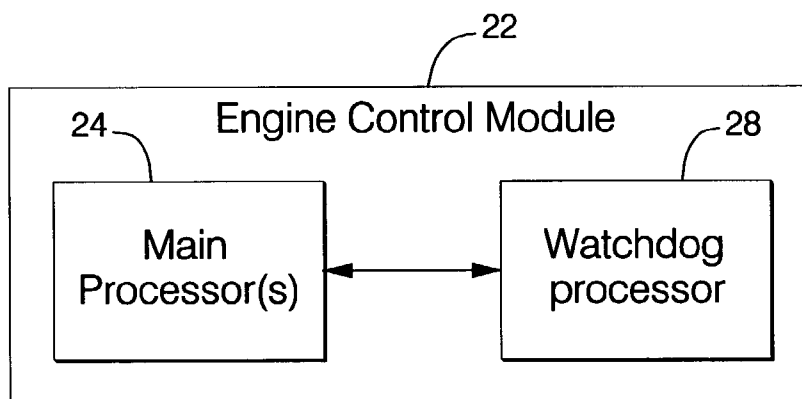 22
Engine Control Module
24
28
Main
Processor(s)
Watchdog
processor